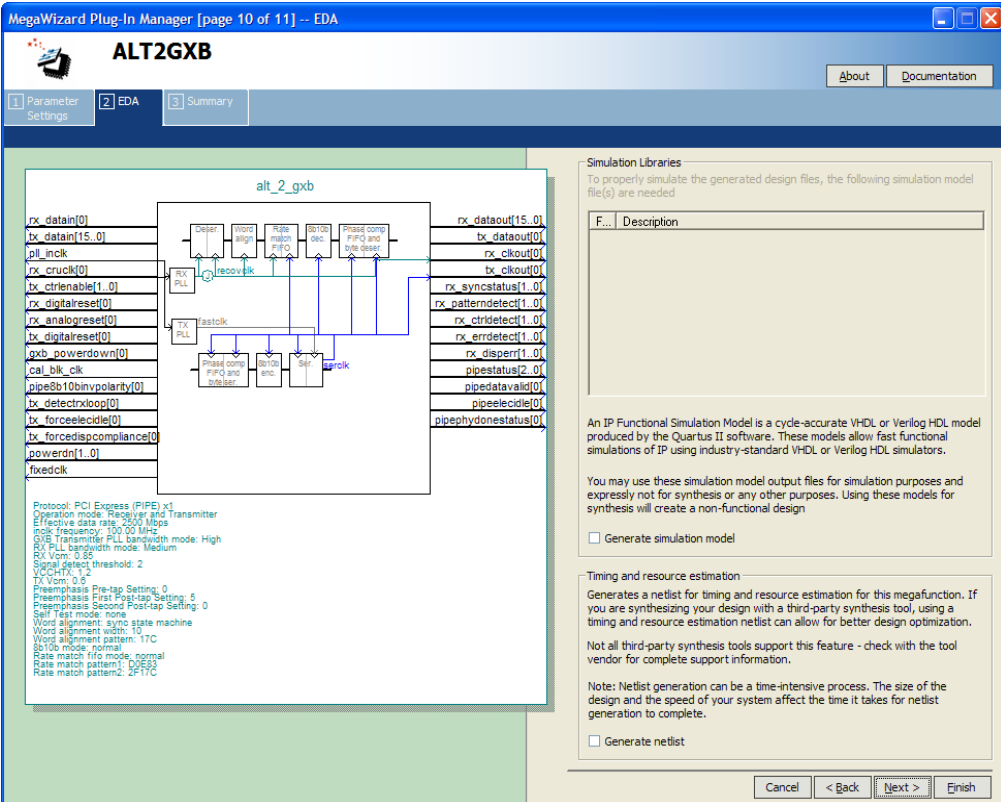 MegaWizard Plug-In Manager [page 10 of 11] -- EDA
ALT2GXB
About
Documentation
1 Parameter
Settings
2 EDA
3 Summary
alt_2_gxb
rx_datain[0]
tx_datain[15..0]
pll_inclk
rx_cruclk[0]
tx_ctrlenable[1..0]
rx_digitalreset[0]
rx_analogreset[0]
tx_digitalreset[0]
gxb_powerdown[0]
cal_blk_clk
pipe8b10binvpolarity[0]
tx_detectrxloop[0]
tx_forceelecidle[0]
tx_forcedispcompliance[0]
powerdn[1..0]
fixedclk
Deser.
Word
align
Rate
match
FIFO
8b10b
dec.
Phase comp
FIFO and
byte deser.
RX
PLL
recovclk
TX
PLL
fastclk
Phase comp
FIFO and
byte ser.
8b10b
enc.
Ser.
serclk
rx_dataout[15..0]
tx_dataout[0]
rx_clkout[0]
tx_clkout[0]
rx_syncstatus[1..0]
rx_patterndetect[1..0]
rx_ctrldetect[1..0]
rx_errdetect[1..0]
rx_disperr[1..0]
pipestatus[2..0]
pipedatavalid[0]
pipeelecidle[0]
pipephydonestatus[0]
Protocol: PCI Express (PIPE) x1
Operation mode: Receiver and Transmitter
Effective data rate: 2500 Mbps
inclk frequency: 100.00 MHz
GXB Transmitter PLL bandwidth mode: High
RX PLL bandwidth mode: Medium
RX Vcm: 0.85
Signal detect threshold: 2
VCCHTX: 1.2
TX Vcm: 0.6
Preemphasis Pre-tap Setting: 0
Preemphasis First Post-tap Setting: 5
Preemphasis Second Post-tap Setting: 0
Self Test mode: none
Word alignment: sync state machine
Word alignment width: 10
Word alignment pattern: 17C
8b10b mode: normal
Rate match fifo mode: normal
Rate match pattern1: D0E83
Rate match pattern2: 2F17C
Simulation Libraries
To properly simulate the generated design files, the following simulation model
file(s) are needed
F... Description
An IP Functional Simulation Model is a cycle-accurate VHDL or Verilog HDL model
produced by the Quartus II software. These models allow fast functional
simulations of IP using industry-standard VHDL or Verilog HDL simulators.
You may use these simulation model output files for simulation purposes and
expressly not for synthesis or any other purposes. Using these models for
synthesis will create a non-functional design
Generate simulation model
Timing and resource estimation
Generates a netlist for timing and resource estimation for this megafunction. If
you are synthesizing your design with a third-party synthesis tool, using a
timing and resource estimation netlist can allow for better design optimization.
Not all third-party synthesis tools support this feature - check with the tool
vendor for complete support information.
Note: Netlist generation can be a time-intensive process. The size of the
design and the speed of your system affect the time it takes for netlist
generation to complete.
Generate netlist
Cancel
< Back
Next >
Finish